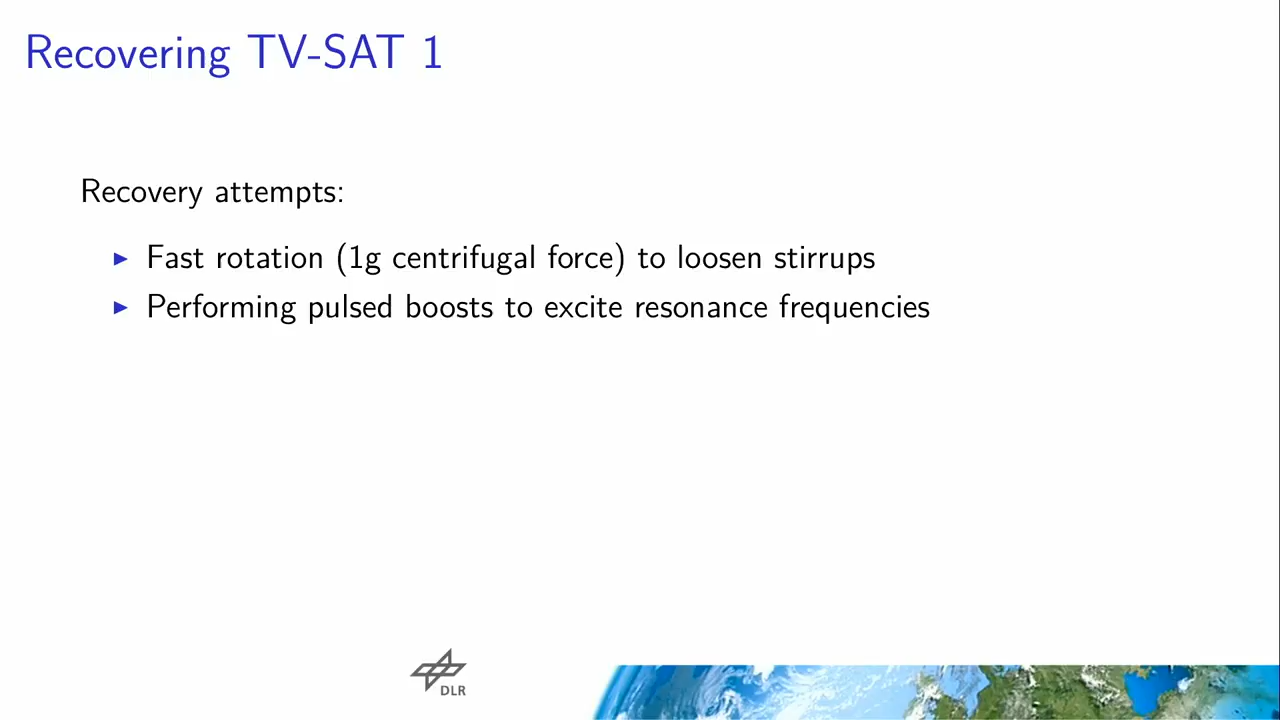 Recovering TV-SAT 1
Recovery attempts:
▶ Fast rotation (1g centrifugal force) to loosen stirrups
▶ Performing pulsed boosts to excite resonance frequencies
DLR